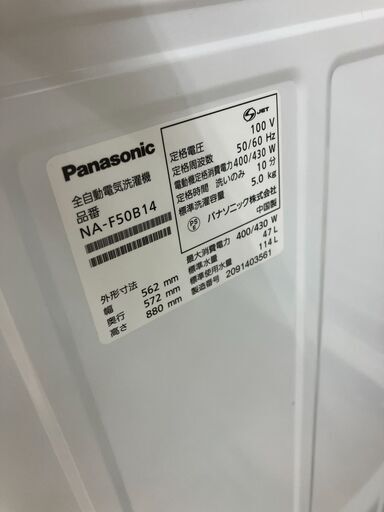 Panasonic
全自動電気洗濯機
品番
NA-F50B14
外形寸法
幅 562 mm
奥行 572 mm
高さ 880 mm
JET
定格電圧 100 V
定格周波数 50/60 Hz
電動機定格消費電力 400/430 W
定格時間 洗いのみ 10 分
標準洗濯容量 5.0 kg
PS E パナソニック株式会社
中国製
最大消費電力 400/430 W
標準水量 47 L
標準使用水量 114 L
製造番号 2091403561